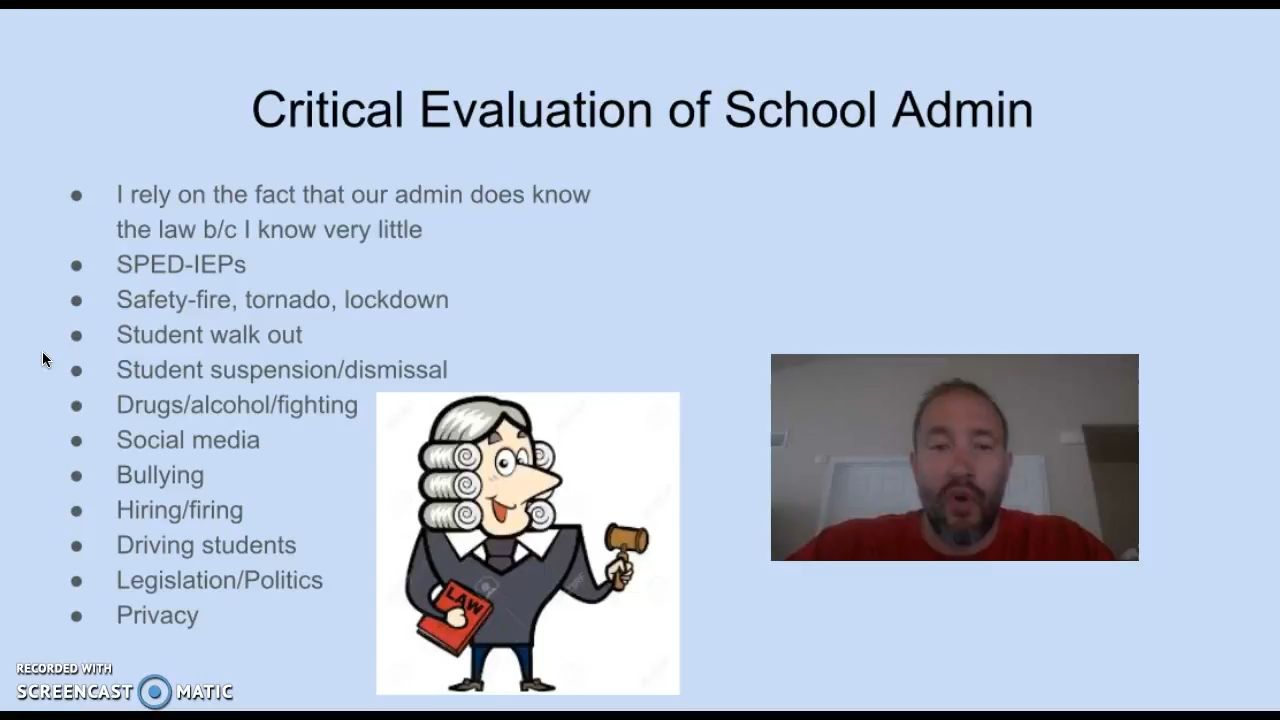 Critical Evaluation of School Admin
● I rely on the fact that our admin does know
the law b/c I know very little
● SPED-IEPs
● Safety-fire, tornado, lockdown
● Student walk out
● Student suspension/dismissal
● Drugs/alcohol/fighting
● Social media
● Bullying
● Hiring/firing
● Driving students
● Legislation/Politics
● Privacy
LAW
RECORDED WITH
SCREENCAST MATIC